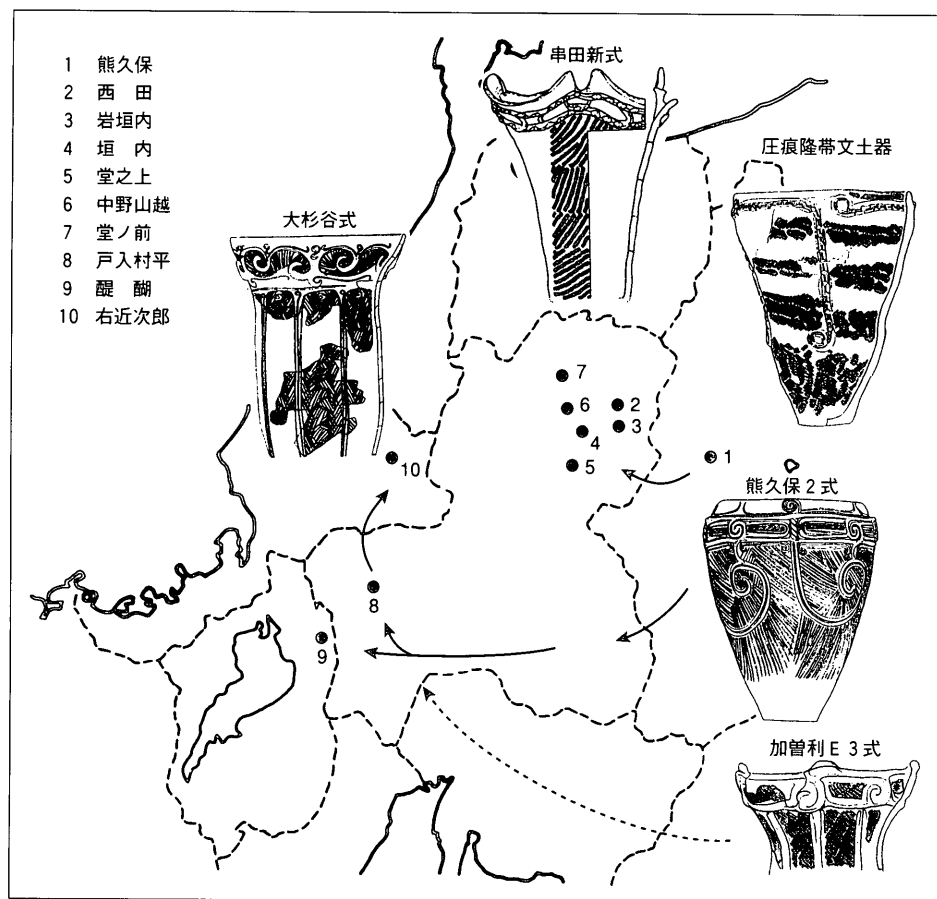 1 熊久保
2 西 田
3 岩垣内
4 垣 内
5 堂之上
6 中野山越
7 堂ノ前
8 戸入村平
9 醍 醐
10 右近次郎
串田新式
圧痕隆帯文土器
大杉谷式
7
6
2
3
4
5
1
10
熊久保2式
8
9
加曽利E3式